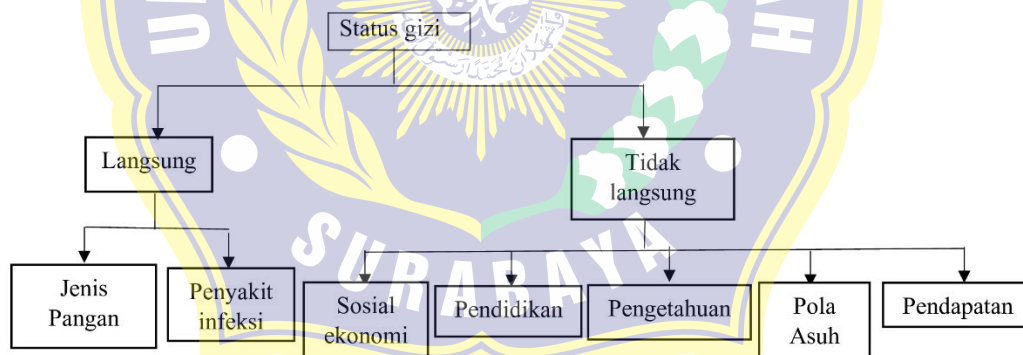 Status gizi
Langsung
Tidak
langsung
Jenis
Pangan
Penyakit
infeksi
Sosial
ekonomi
Pendidikan
Pengetahuan
Pola
Asuh
Pendapatan
SURABAYA